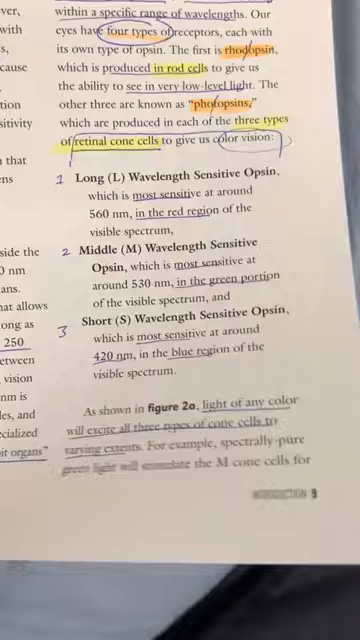 ver,
s,
cause
tion
sitivity
that
ens
side the
0 nm
ans.
hat allows
ong as
250
etween
vision
nm is
les, and
ecialized
it organs"
within a specific range of wavelengths. Our
eyes have four types of receptors, each with
its own type of opsin. The first is rhodopsin,
which is produced in rod cells to give us
the ability to see in very low-level light. The
other three are known as "photopsins,"
which are produced in each of the three types
of retinal cone cells to give us color vision:
1 Long (L) Wavelength Sensitive Opsin,
which is most sensitive at around
560 nm, in the red region of the
visible spectrum,
2 Middle (M) Wavelength Sensitive
Opsin, which is most sensitive at
around 530 nm, in the green portion
of the visible spectrum, and
3 Short (S) Wavelength Sensitive Opsin,
which is most sensitive at around
420 nm, in the blue region of the
visible spectrum.
As shown in figure 2a, light of any color
will excite all three types of cone cells to
varying extents. For example, spectrally-pure
green light will stimulate the M cone cells for
INTRODUCTION 9